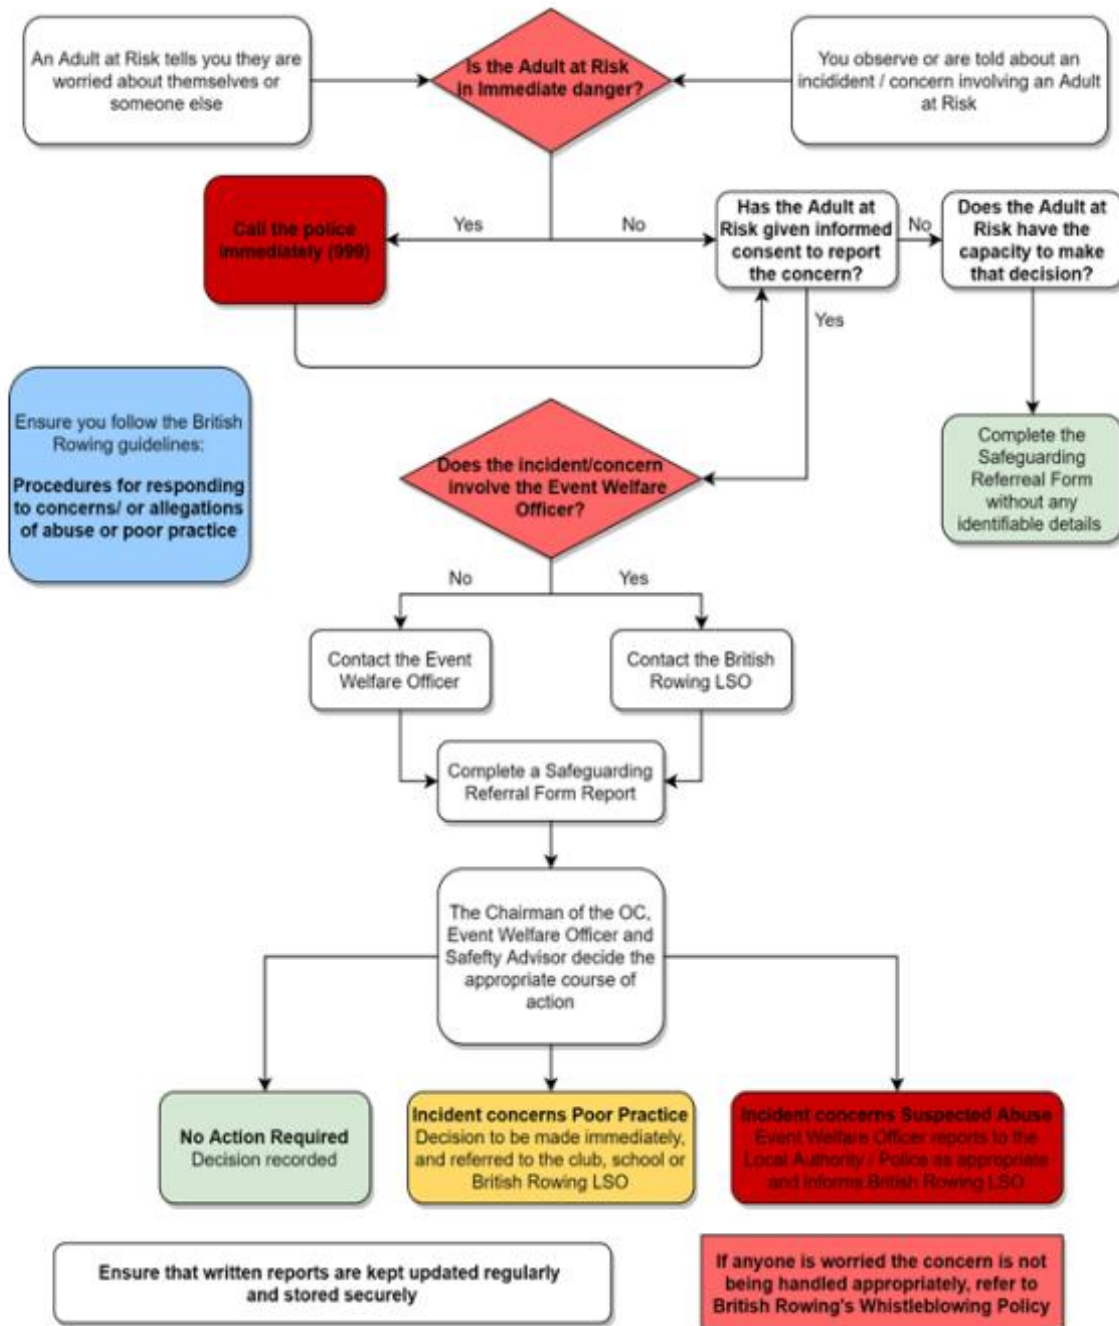 An Adult at Risk tells you they are
worried about themselves or
someone else
Is the Adult at Risk
in Immediate danger?
You observe or are told about an
incidident / concern involving an Adult
at Risk
Call the police
immediately (999)
Yes
No
Has the Adult at
Risk given informed
consent to report
the concern?
No
Does the Adult at
Risk have the
capacity to make
that decision?
Yes
Ensure you follow the British
Rowing guidelines:
Procedures for responding
to concerns/ or allegations
of abuse or poor practice
Does the incident/concern
involve the Event Welfare
Officer?
Complete the
Safeguarding
Referreal Form
without any
identifiable details
No
Yes
Contact the Event
Welfare Officer
Contact the British
Rowing LSO
Complete a Safeguarding
Referral Form Report
The Chairman of the OC,
Event Welfare Officer and
Safefty Advisor decide the
appropriate course of
action
No Action Required
Decision recorded
Incident concerns Poor Practice
Decision to be made immediately,
and referred to the club, school or
British Rowing LSO
Incident concerns Suspected Abuse
Event Welfare Officer reports to the
Local Authority / Police as appropriate
and informs British Rowing LSO
Ensure that written reports are kept updated regularly
and stored securely
If anyone is worried the concern is not
being handled appropriately, refer to
British Rowing's Whistleblowing Policy